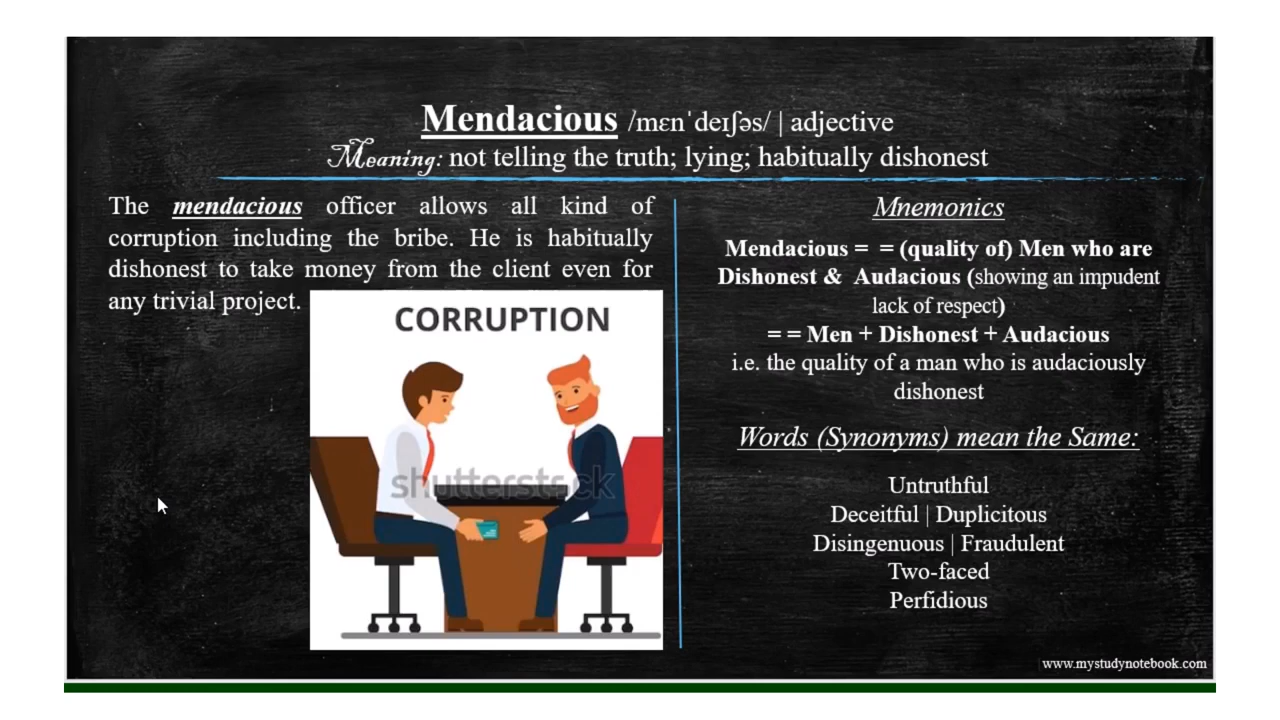 Mendacious /mɛnˈdeɪʃəs/ | adjective
Meaning: not telling the truth; lying; habitually dishonest
The mendacious officer allows all kind of
corruption including the bribe. He is habitually
dishonest to take money from the client even for
any trivial project.
CORRUPTION
shutterstock
Mnemonics
Mendacious = = (quality of) Men who are
Dishonest & Audacious (showing an impudent
lack of respect)
= = Men + Dishonest + Audacious
i.e. the quality of a man who is audaciously
dishonest
Words (Synonyms) mean the Same:
Untruthful
Deceitful | Duplicitous
Disingenuous | Fraudulent
Two-faced
Perfidious
www.mystudynotebook.com